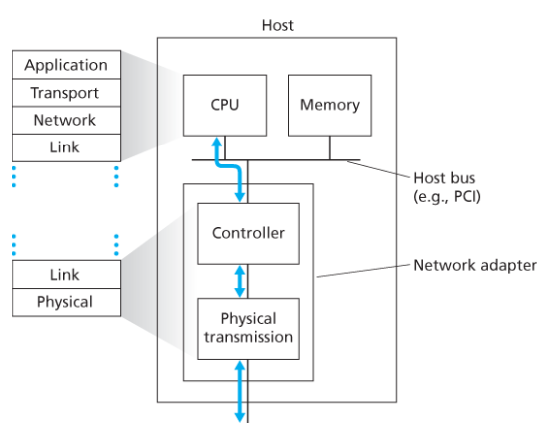 Host
Application
Transport
Network
Link
CPU
Memory
Host bus
(e.g., PCI)
Controller
Network adapter
Link
Physical
Physical
transmission